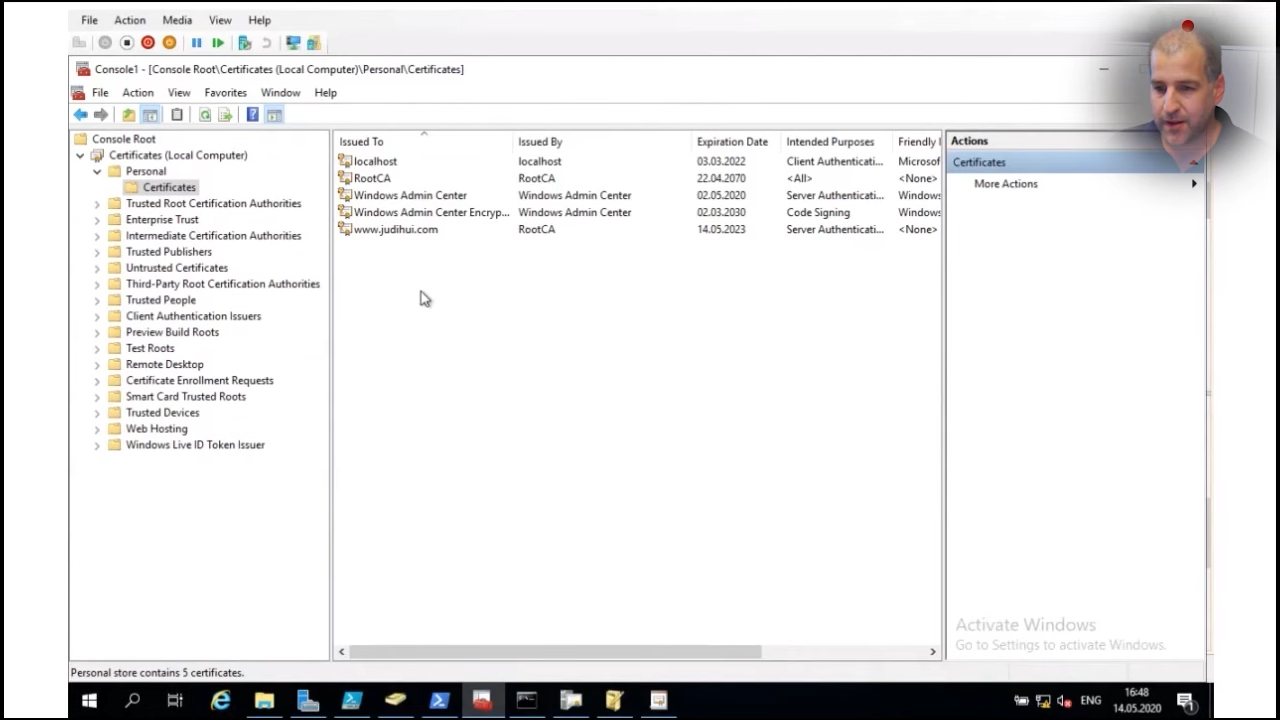 File Action Media View Help
Console1 - [Console Root\Certificates (Local Computer)\Personal\Certificates]
File Action View Favorites Window Help
Console Root
Certificates (Local Computer)
Personal
Certificates
Trusted Root Certification Authorities
Enterprise Trust
Intermediate Certification Authorities
Trusted Publishers
Untrusted Certificates
Third-Party Root Certification Authorities
Trusted People
Client Authentication Issuers
Preview Build Roots
Test Roots
Remote Desktop
Certificate Enrollment Requests
Smart Card Trusted Roots
Trusted Devices
Web Hosting
Windows Live ID Token Issuer
Issued To Issued By Expiration Date Intended Purposes Friendly
localhost localhost 03.03.2022 Client Authenticati... Microsof
RootCA RootCA 22.04.2070 <All> <None>
Windows Admin Center Windows Admin Center 02.05.2020 Server Authenticati... Windows
Windows Admin Center Encryp... Windows Admin Center 02.03.2030 Code Signing Windows
www.judihui.com RootCA 14.05.2023 Server Authenticati... <None>
Actions
Certificates
More Actions
Activate Windows
Go to Settings to activate Windows.
Personal store contains 5 certificates.
ENG
16:48
14.05.2020
1